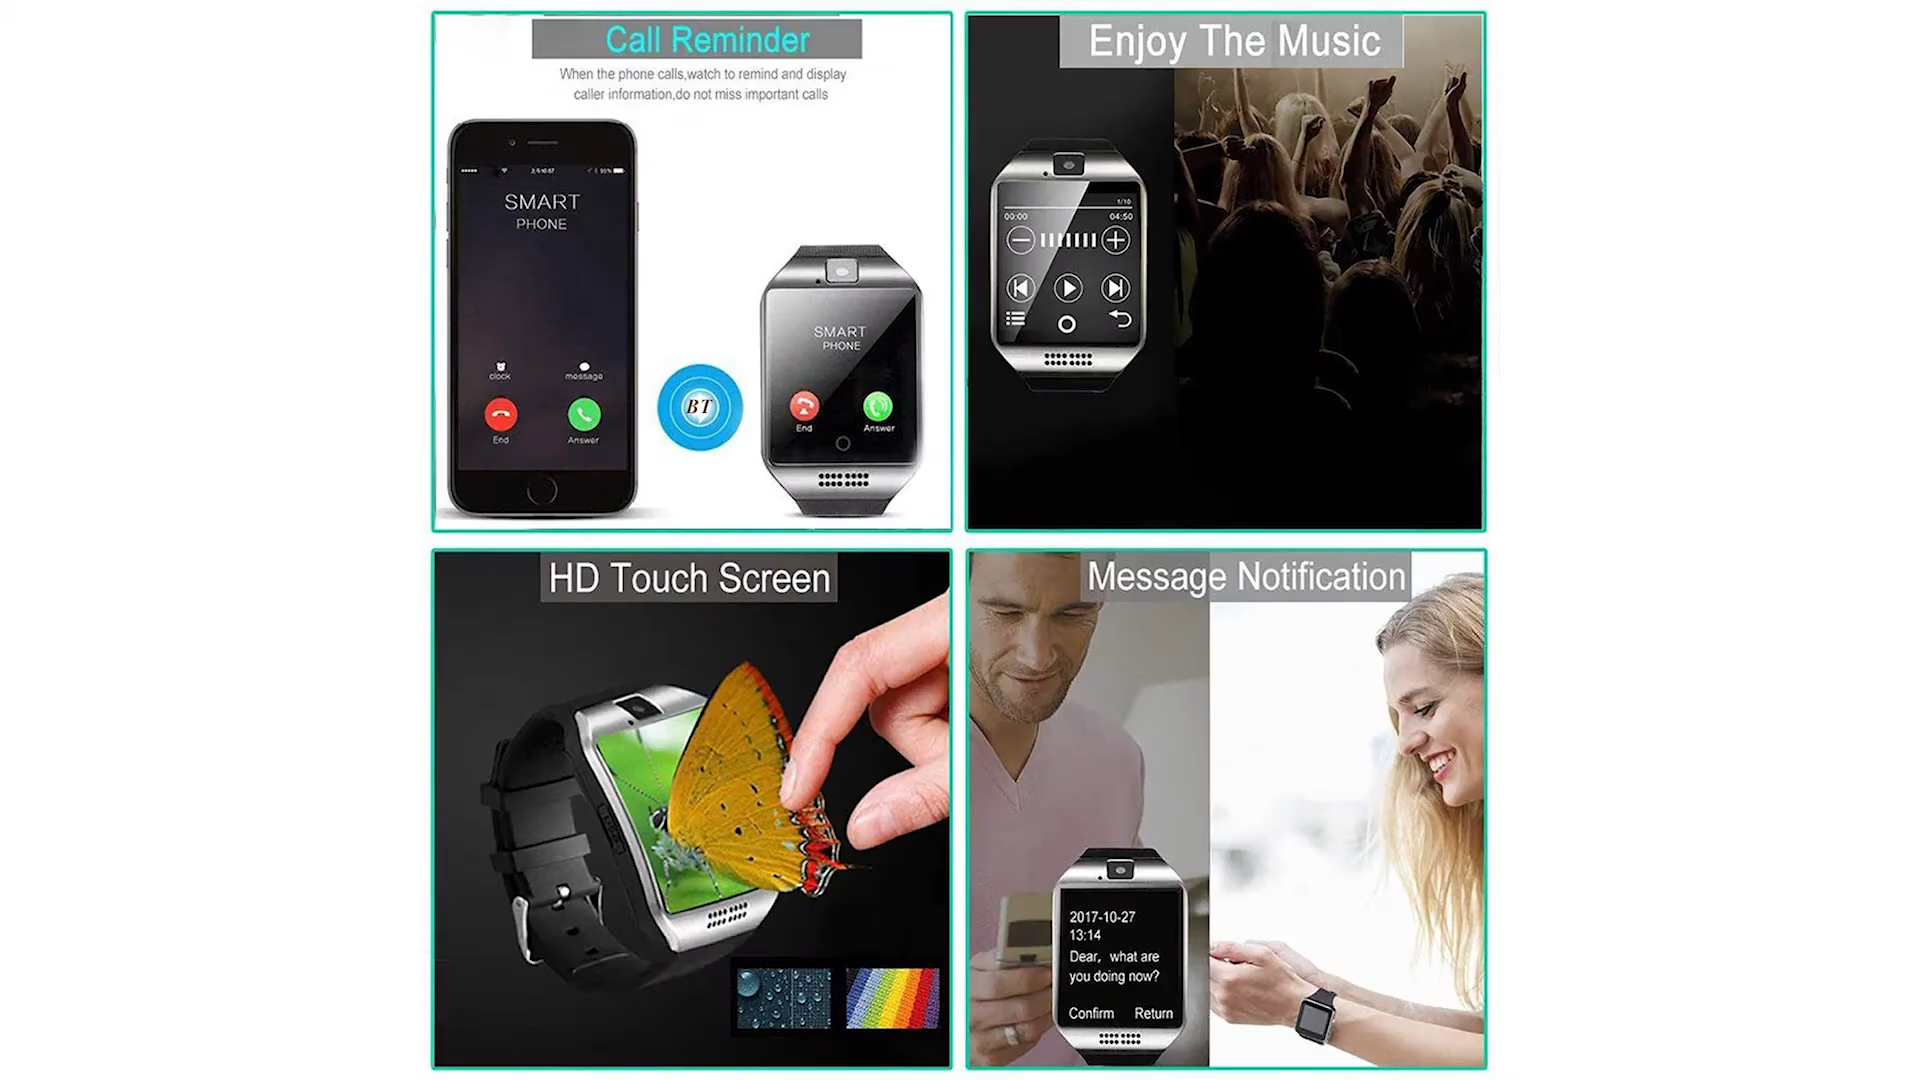 Call Reminder
When the phone calls,watch to remind and display
caller information,do not miss important calls
SMART
PHONE
clock
message
End
Answer
BT
SMART
PHONE
End
Answer
Enjoy The Music
1/10
00:00
04:50
HD Touch Screen
Message Notification
2017-10-27
13:14
Dear, what are
you doing now?
Confirm
Return